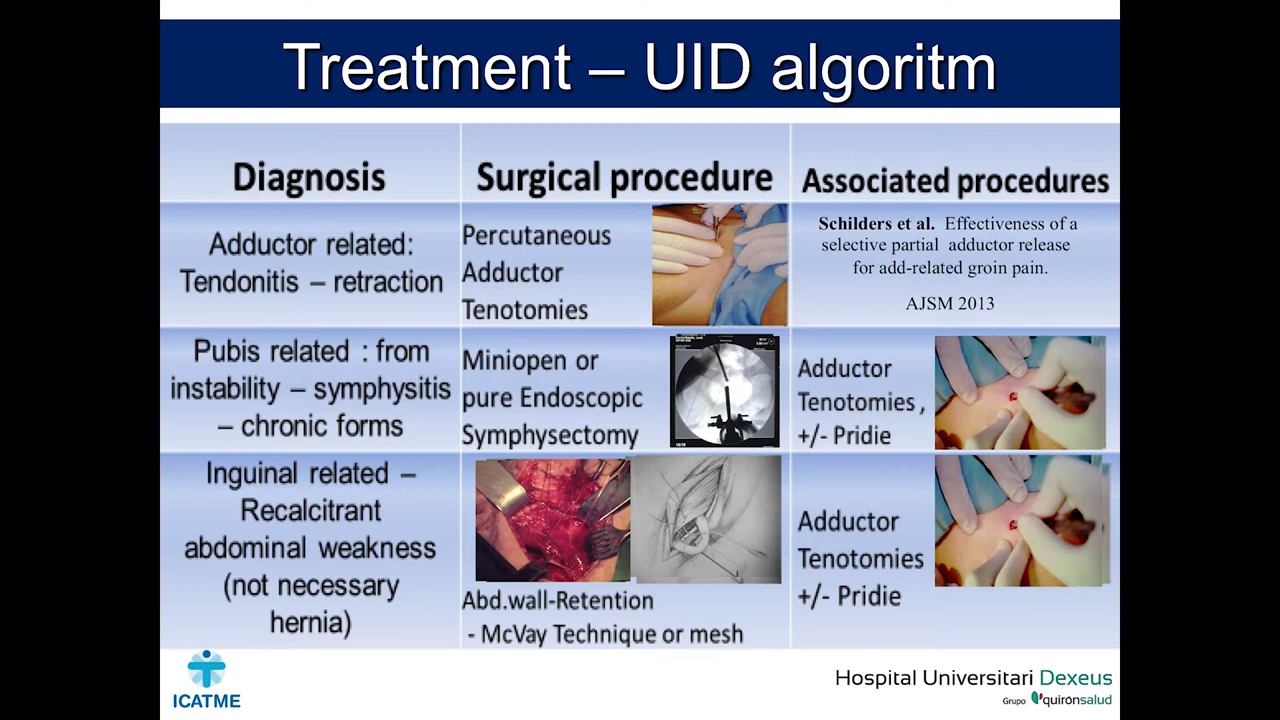 Treatment – UID algoritm
Diagnosis
Surgical procedure
Associated procedures
Adductor related:
Tendonitis – retraction
Percutaneous
Adductor
Tenotomies
Schilders et al. Effectiveness of a
selective partial adductor release
for add-related groin pain.
AJSM 2013
Pubis related : from
instability – symphysitis
– chronic forms
Miniopen or
pure Endoscopic
Symphysectomy
Adductor
Tenotomies ,
+/- Pridie
Inguinal related –
Recalcitrant
abdominal weakness
(not necessary
hernia)
Abd.wall-Retention
- McVay Technique or mesh
Adductor
Tenotomies
+/- Pridie
ICATME
Hospital Universitari Dexeus
Grupo quirónsalud